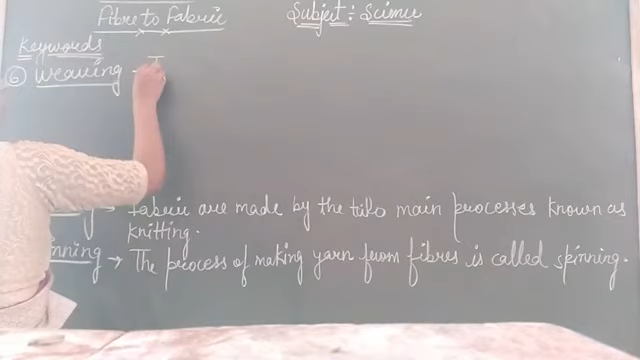 Fibre to Fabric
Subject :- Science
Keywords
⑥ Weaving - T
Fabric are made by the two main processes known as
knitting.
nning → The process of making yarn from fibres is called spinning.